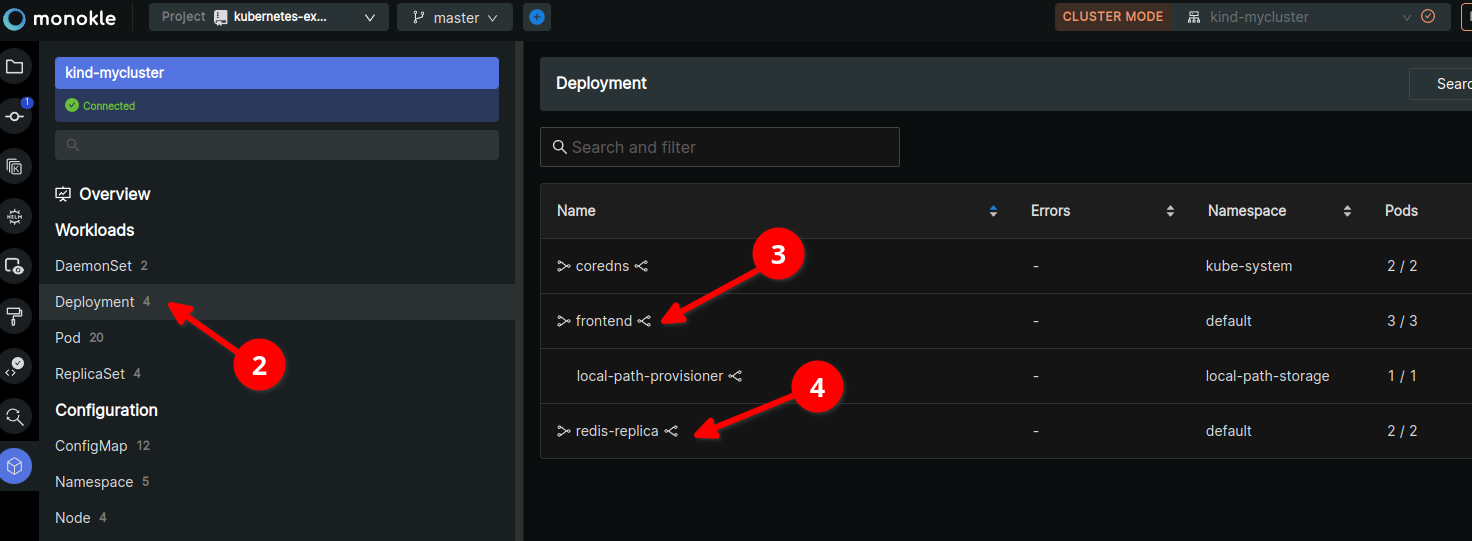 monokle
Project kubernetes-ex... master CLUSTER MODE kind-mycluster
kind-mycluster
Connected
1
Overview
Workloads
DaemonSet 2
Deployment 4
Pod 20
ReplicaSet 4
Configuration
ConfigMap 12
Namespace 5
Node 4
HELM
K
2
Deployment
Search and filter
Name Errors Namespace Pods
coredns - kube-system 2 / 2
3
frontend - default 3 / 3
local-path-provisioner - local-path-storage 1 / 1
4
redis-replica - default 2 / 2